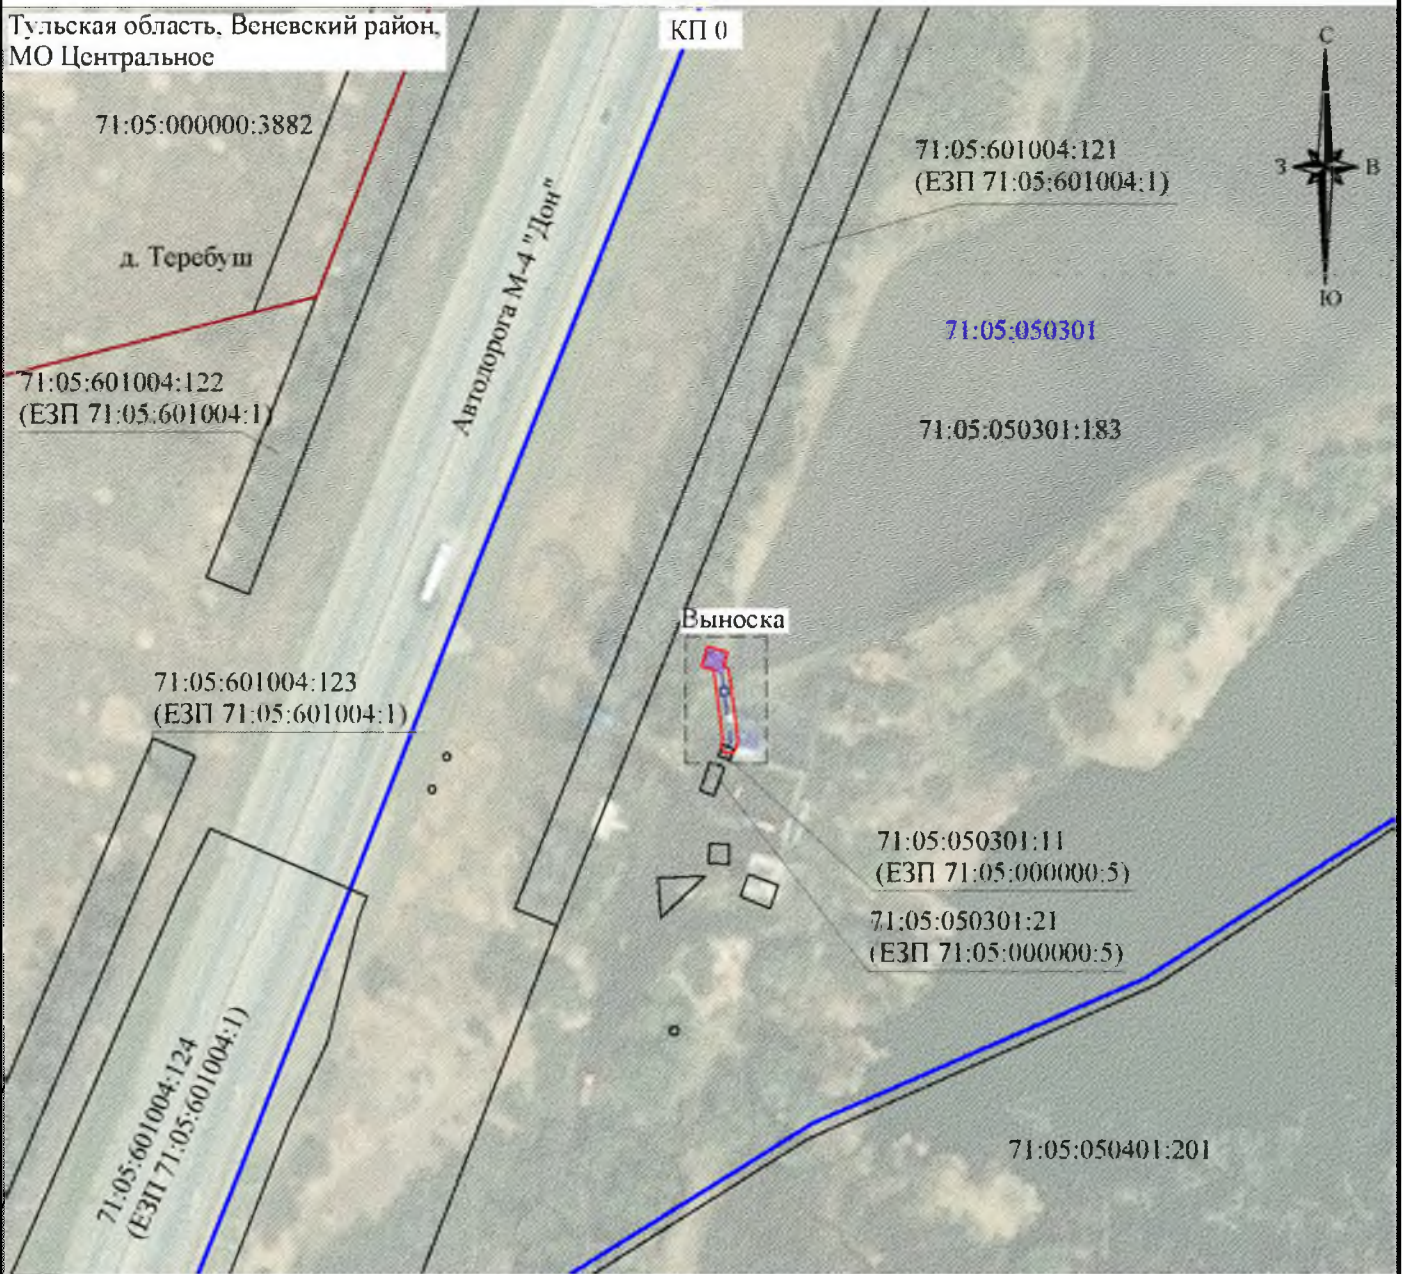 Тульская область, Веневский район,
МО Центральное
КП 0
С
З
В
Ю
71:05:000000:3882
71:05:601004:121
(ЕЗП 71:05:601004:1)
д. Теребуш
Автодорога М-4 "Дон"
71:05:050301
71:05:601004:122
(ЕЗП 71:05:601004:1)
71:05:050301:183
Выноска
71:05:601004:123
(ЕЗП 71:05:601004:1)
71:05:050301:11
(ЕЗП 71:05:000000:5)
71:05:050301:21
(ЕЗП 71:05:000000:5)
71:05:601004:124
(ЕЗП 71:05:601004:1)
71:05:050401:201